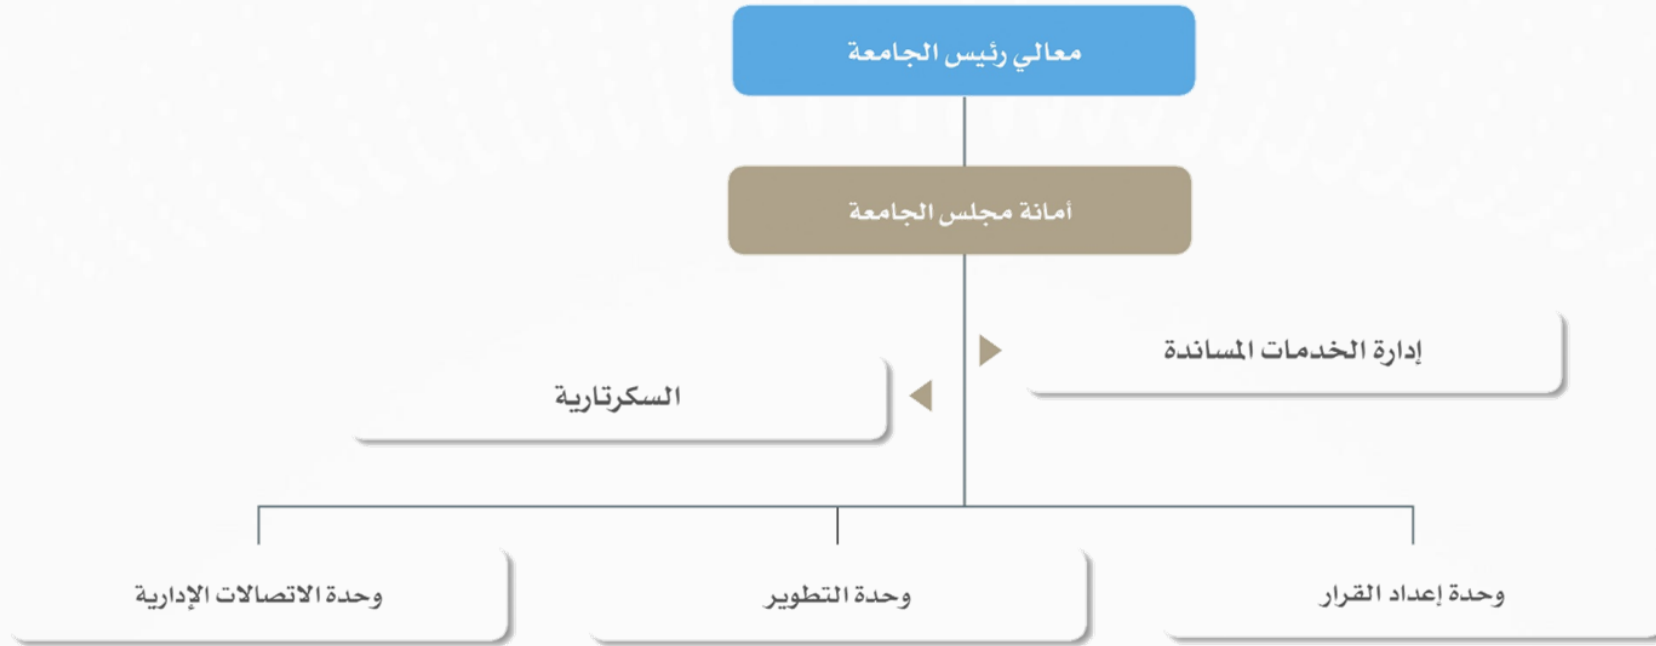 معالي رئيس الجامعة
أمانة مجلس الجامعة
إدارة الخدمات المساندة
السكرتارية
وحدة إعداد القرار
وحدة التطوير
وحدة الاتصالات الإدارية